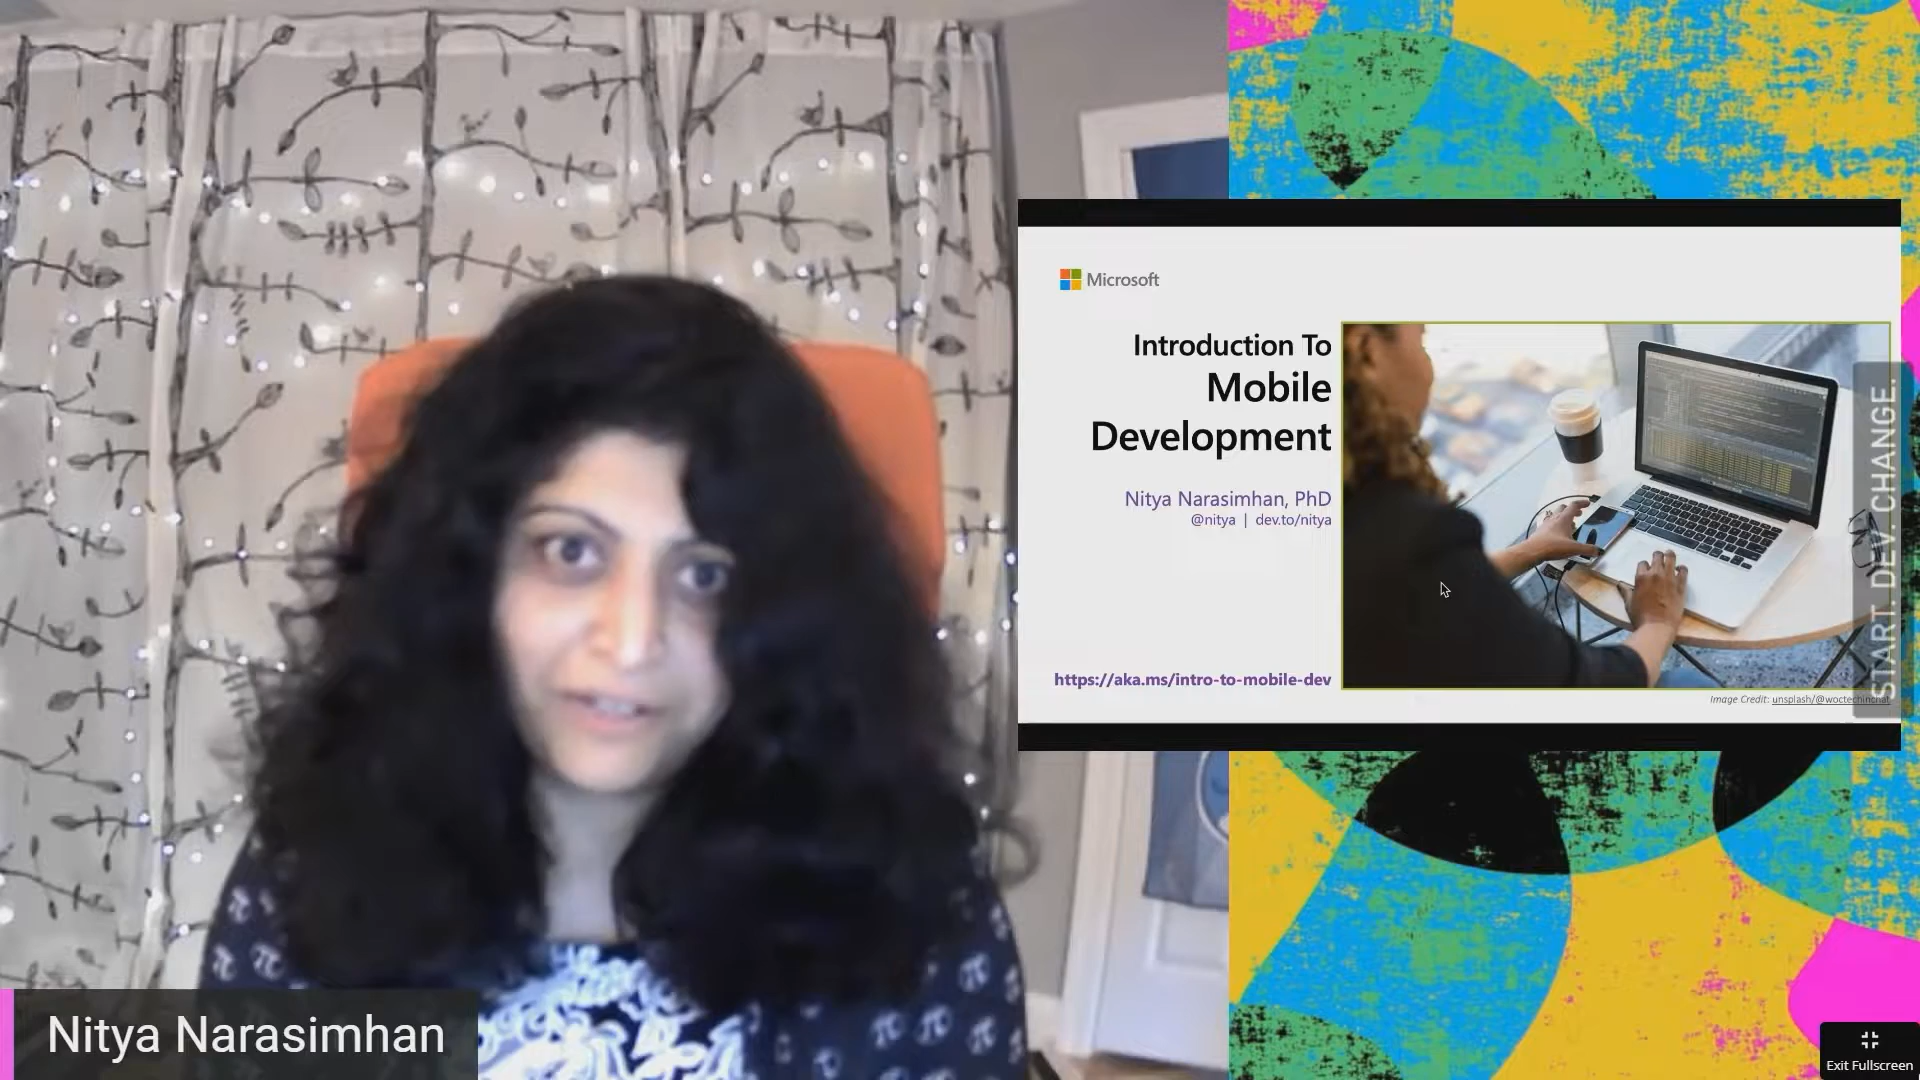 Microsoft
Introduction To
Mobile
Development
Nitya Narasimhan, PhD
@nitya | dev.to/nitya
https://aka.ms/intro-to-mobile-dev
Image Credit: unsplash/@woctechinchat
START. DEV. CHANGE.
Nitya Narasimhan
Exit Fullscreen